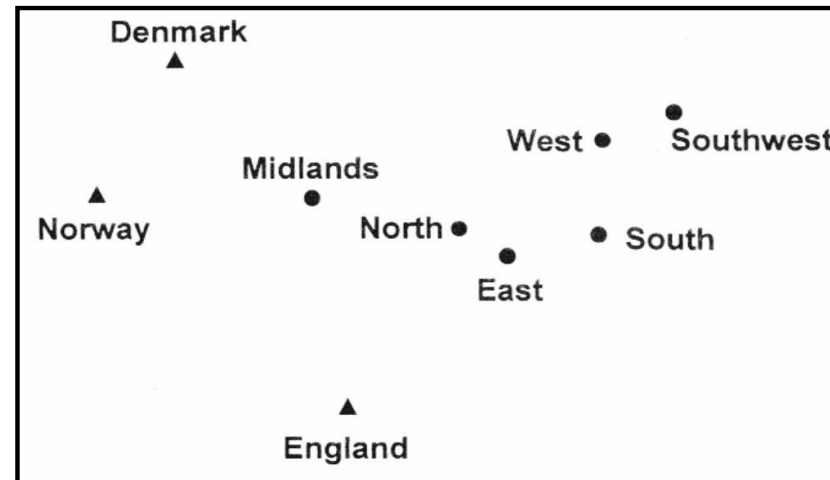 Denmark
West
Southwest
Midlands
Norway
North
South
East
England